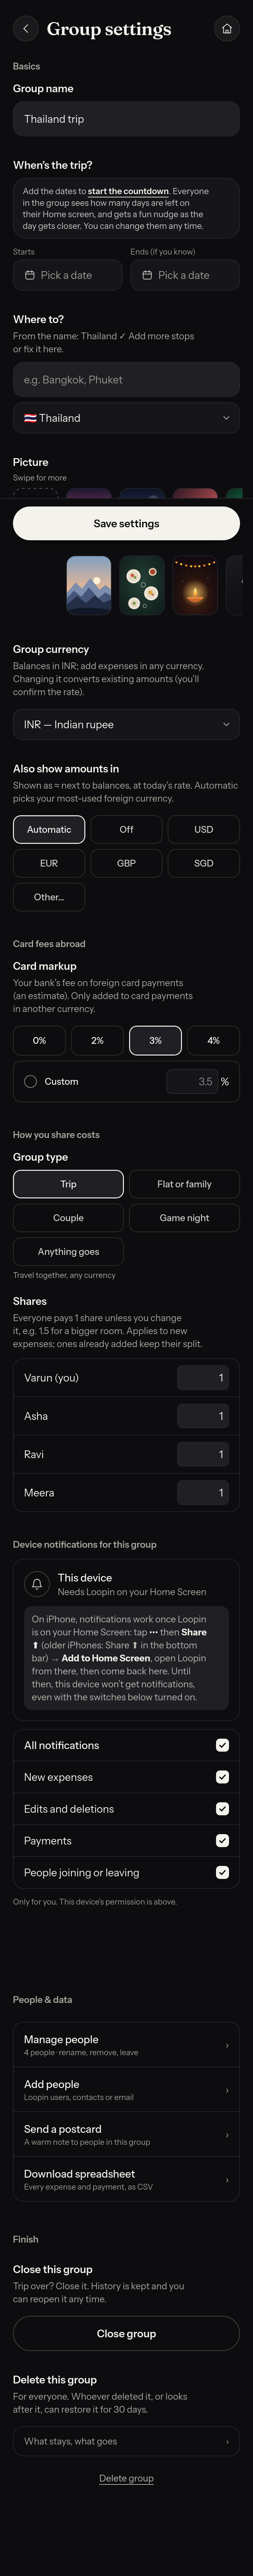 Group settings
Basics
Group name
Thailand trip
When's the trip?
Add the dates to start the countdown. Everyone
in the group sees how many days are left on
their Home screen, and gets a fun nudge as the
day gets closer. You can change them any time.
Starts
Ends (if you know)
Pick a date
Pick a date
Where to?
From the name: Thailand ✓ Add more stops
or fix it here.
e.g. Bangkok, Phuket
🇹🇭 Thailand
Picture
Swipe for more
Save settings
Group currency
Balances in INR; add expenses in any currency.
Changing it converts existing amounts (you'll
confirm the rate).
INR — Indian rupee
Also show amounts in
Shown as ≈ next to balances, at today's rate. Automatic
picks your most-used foreign currency.
Automatic
Off
USD
EUR
GBP
SGD
Other...
Card fees abroad
Card markup
Your bank's fee on foreign card payments
(an estimate). Only added to card payments
in another currency.
0%
2%
3%
4%
Custom
3.5 %
How you share costs
Group type
Trip
Flat or family
Couple
Game night
Anything goes
Travel together, any currency
Shares
Everyone pays 1 share unless you change
it, e.g. 1.5 for a bigger room. Applies to new
expenses; ones already added keep their split.
Varun (you) 1
Asha 1
Ravi 1
Meera 1
Device notifications for this group
This device
Needs Loopin on your Home Screen
On iPhone, notifications work once Loopin
is on your Home Screen: tap ••• then Share
⬆ (older iPhones: Share ⬆ in the bottom
bar) → Add to Home Screen, open Loopin
from there, then come back here. Until
then, this device won't get notifications,
even with the switches below turned on.
All notifications
New expenses
Edits and deletions
Payments
People joining or leaving
Only for you. This device's permission is above.
People & data
Manage people
4 people · rename, remove, leave
Add people
Loopin users, contacts or email
Send a postcard
A warm note to people in this group
Download spreadsheet
Every expense and payment, as CSV
Finish
Close this group
Trip over? Close it. History is kept and you
can reopen it any time.
Close group
Delete this group
For everyone. Whoever deleted it, or looks
after it, can restore it for 30 days.
What stays, what goes
Delete group